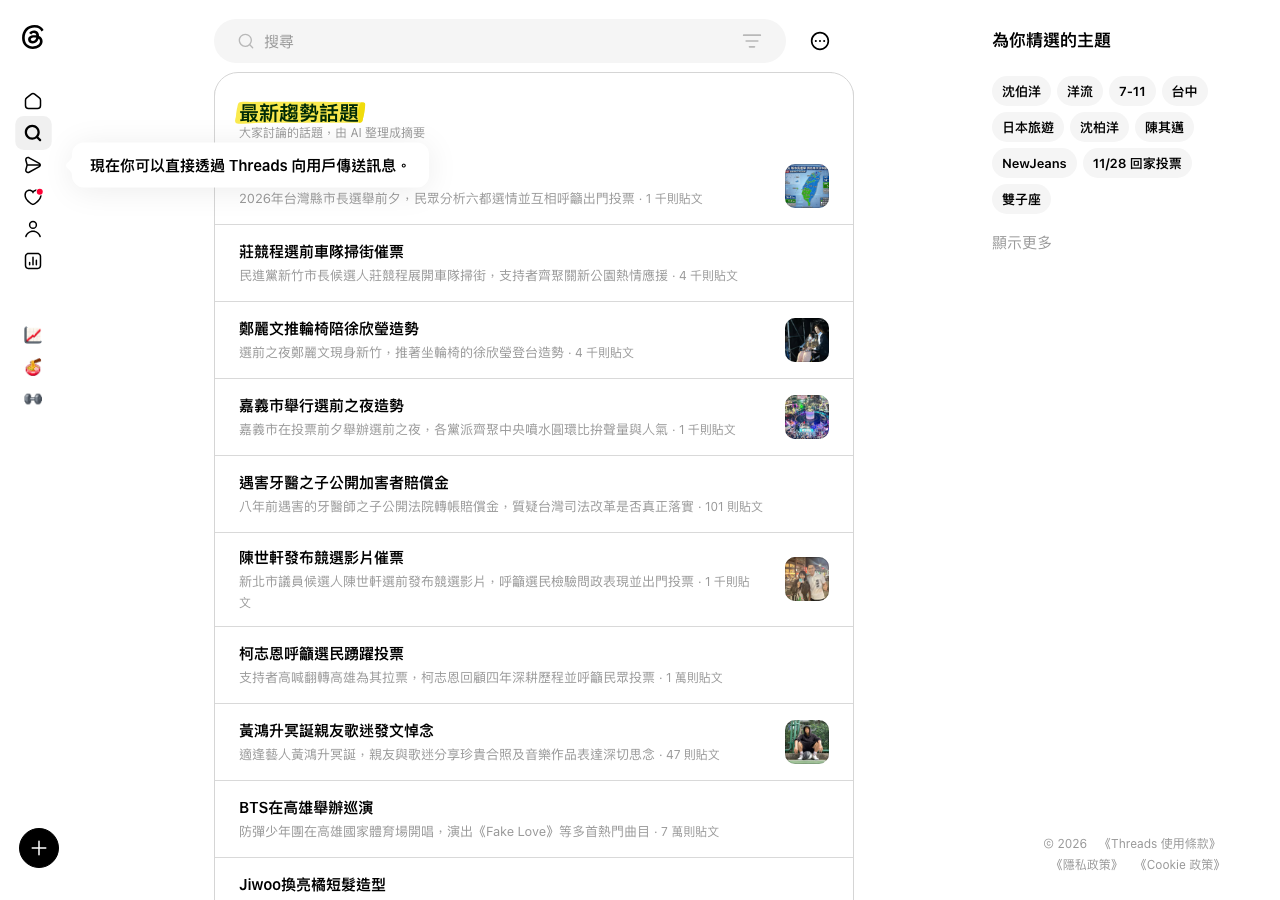 搜尋
最新趨勢話題
大家討論的話題，由 AI 整理成摘要
現在你可以直接透過 Threads 向用戶傳送訊息。
2026年台灣縣市長選舉前夕，民眾分析六都選情並互相呼籲出門投票 · 1 千則貼文
莊競程選前車隊掃街催票
民進黨新竹市長候選人莊競程展開車隊掃街，支持者齊聚關新公園熱情應援 · 4 千則貼文
鄭麗文推輪椅陪徐欣瑩造勢
選前之夜鄭麗文現身新竹，推著坐輪椅的徐欣瑩登台造勢 · 4 千則貼文
嘉義市舉行選前之夜造勢
嘉義市在投票前夕舉辦選前之夜，各黨派齊聚中央噴水圓環比拚聲量與人氣 · 1 千則貼文
遇害牙醫之子公開加害者賠償金
八年前遇害的牙醫師之子公開法院轉帳賠償金，質疑台灣司法改革是否真正落實 · 101 則貼文
陳世軒發布競選影片催票
新北市議員候選人陳世軒選前發布競選影片，呼籲選民檢驗問政表現並出門投票 · 1 千則貼
文
柯志恩呼籲選民踴躍投票
支持者高喊翻轉高雄為其拉票，柯志恩回顧四年深耕歷程並呼籲民眾投票 · 1 萬則貼文
黃鴻升冥誕親友歌迷發文悼念
適逢藝人黃鴻升冥誕，親友與歌迷分享珍貴合照及音樂作品表達深切思念 · 47 則貼文
BTS在高雄舉辦巡演
防彈少年團在高雄國家體育場開唱，演出《Fake Love》等多首熱門曲目 · 7 萬則貼文
Jiwoo換亮橘短髮造型
為你精選的主題
沈伯洋 洋流 7-11 台中
日本旅遊 沈柏洋 陳其邁
NewJeans 11/28 回家投票
雙子座
顯示更多
© 2026 《Threads 使用條款》
《隱私政策》 《Cookie 政策》